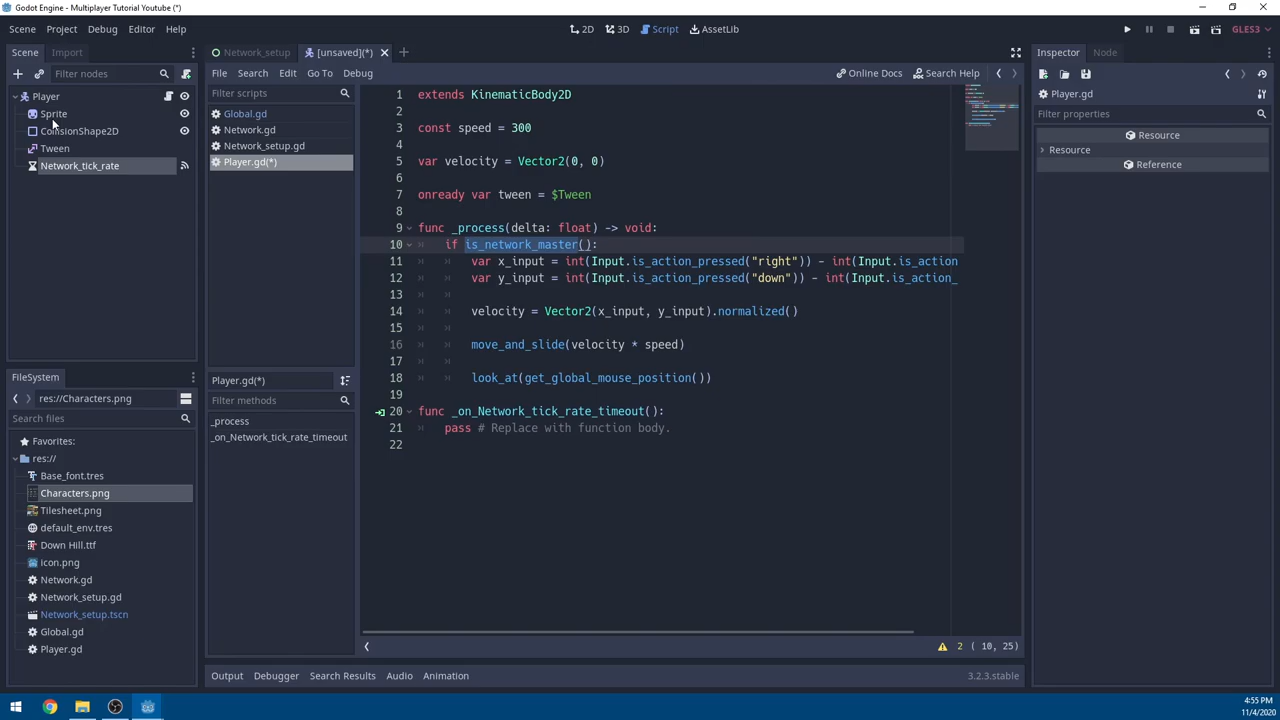 Godot Engine - Multiplayer Tutorial Youtube (*)
Scene Project Debug Editor Help
2D 3D Script AssetLib
GLES3
Scene Import
Filter nodes
Player
Sprite
CollisionShape2D
Tween
Network_tick_rate
FileSystem
res://Characters.png
Search files
Favorites:
res://
Base_font.tres
Characters.png
Tilesheet.png
default_env.tres
Down Hill.ttf
icon.png
Network.gd
Network_setup.gd
Network_setup.tscn
Global.gd
Player.gd
Network_setup [unsaved](*)
File Search Edit Go To Debug
Online Docs Search Help
Filter scripts
Global.gd
Network.gd
Network_setup.gd
Player.gd(*)
Player.gd(*)
Filter methods
_process
_on_Network_tick_rate_timeout
1 extends KinematicBody2D
2
3 const speed = 300
4
5 var velocity = Vector2(0, 0)
6
7 onready var tween = $Tween
8
9 func _process(delta: float) -> void:
10 if is_network_master():
11 var x_input = int(Input.is_action_pressed("right")) - int(Input.is_action
12 var y_input = int(Input.is_action_pressed("down")) - int(Input.is_action_
13
14 velocity = Vector2(x_input, y_input).normalized()
15
16 move_and_slide(velocity * speed)
17
18 look_at(get_global_mouse_position())
19
20 func _on_Network_tick_rate_timeout():
21 pass # Replace with function body.
22
2 ( 10, 25)
Output Debugger Search Results Audio Animation
3.2.3.stable
Inspector Node
Player.gd
Filter properties
Resource
Resource
Reference
4:55 PM
11/4/2020